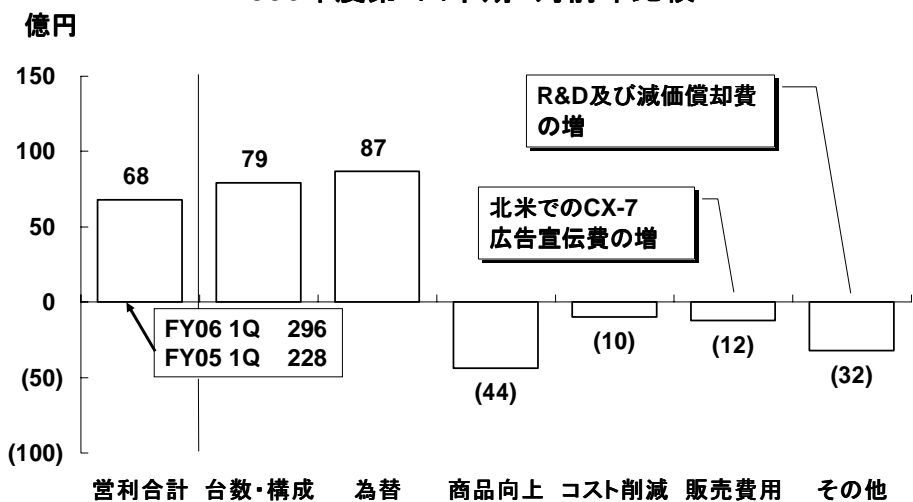 億円
150
100
50
0
(50)
(100)
68
79
87
(44)
(10)
(12)
(32)
R&D及び減価償却費
の増
北米でのCX-7
広告宣伝費の増
FY06 1Q 296
FY05 1Q 228
営利合計 台数・構成 為替 商品向上 コスト削減 販売費用 その他